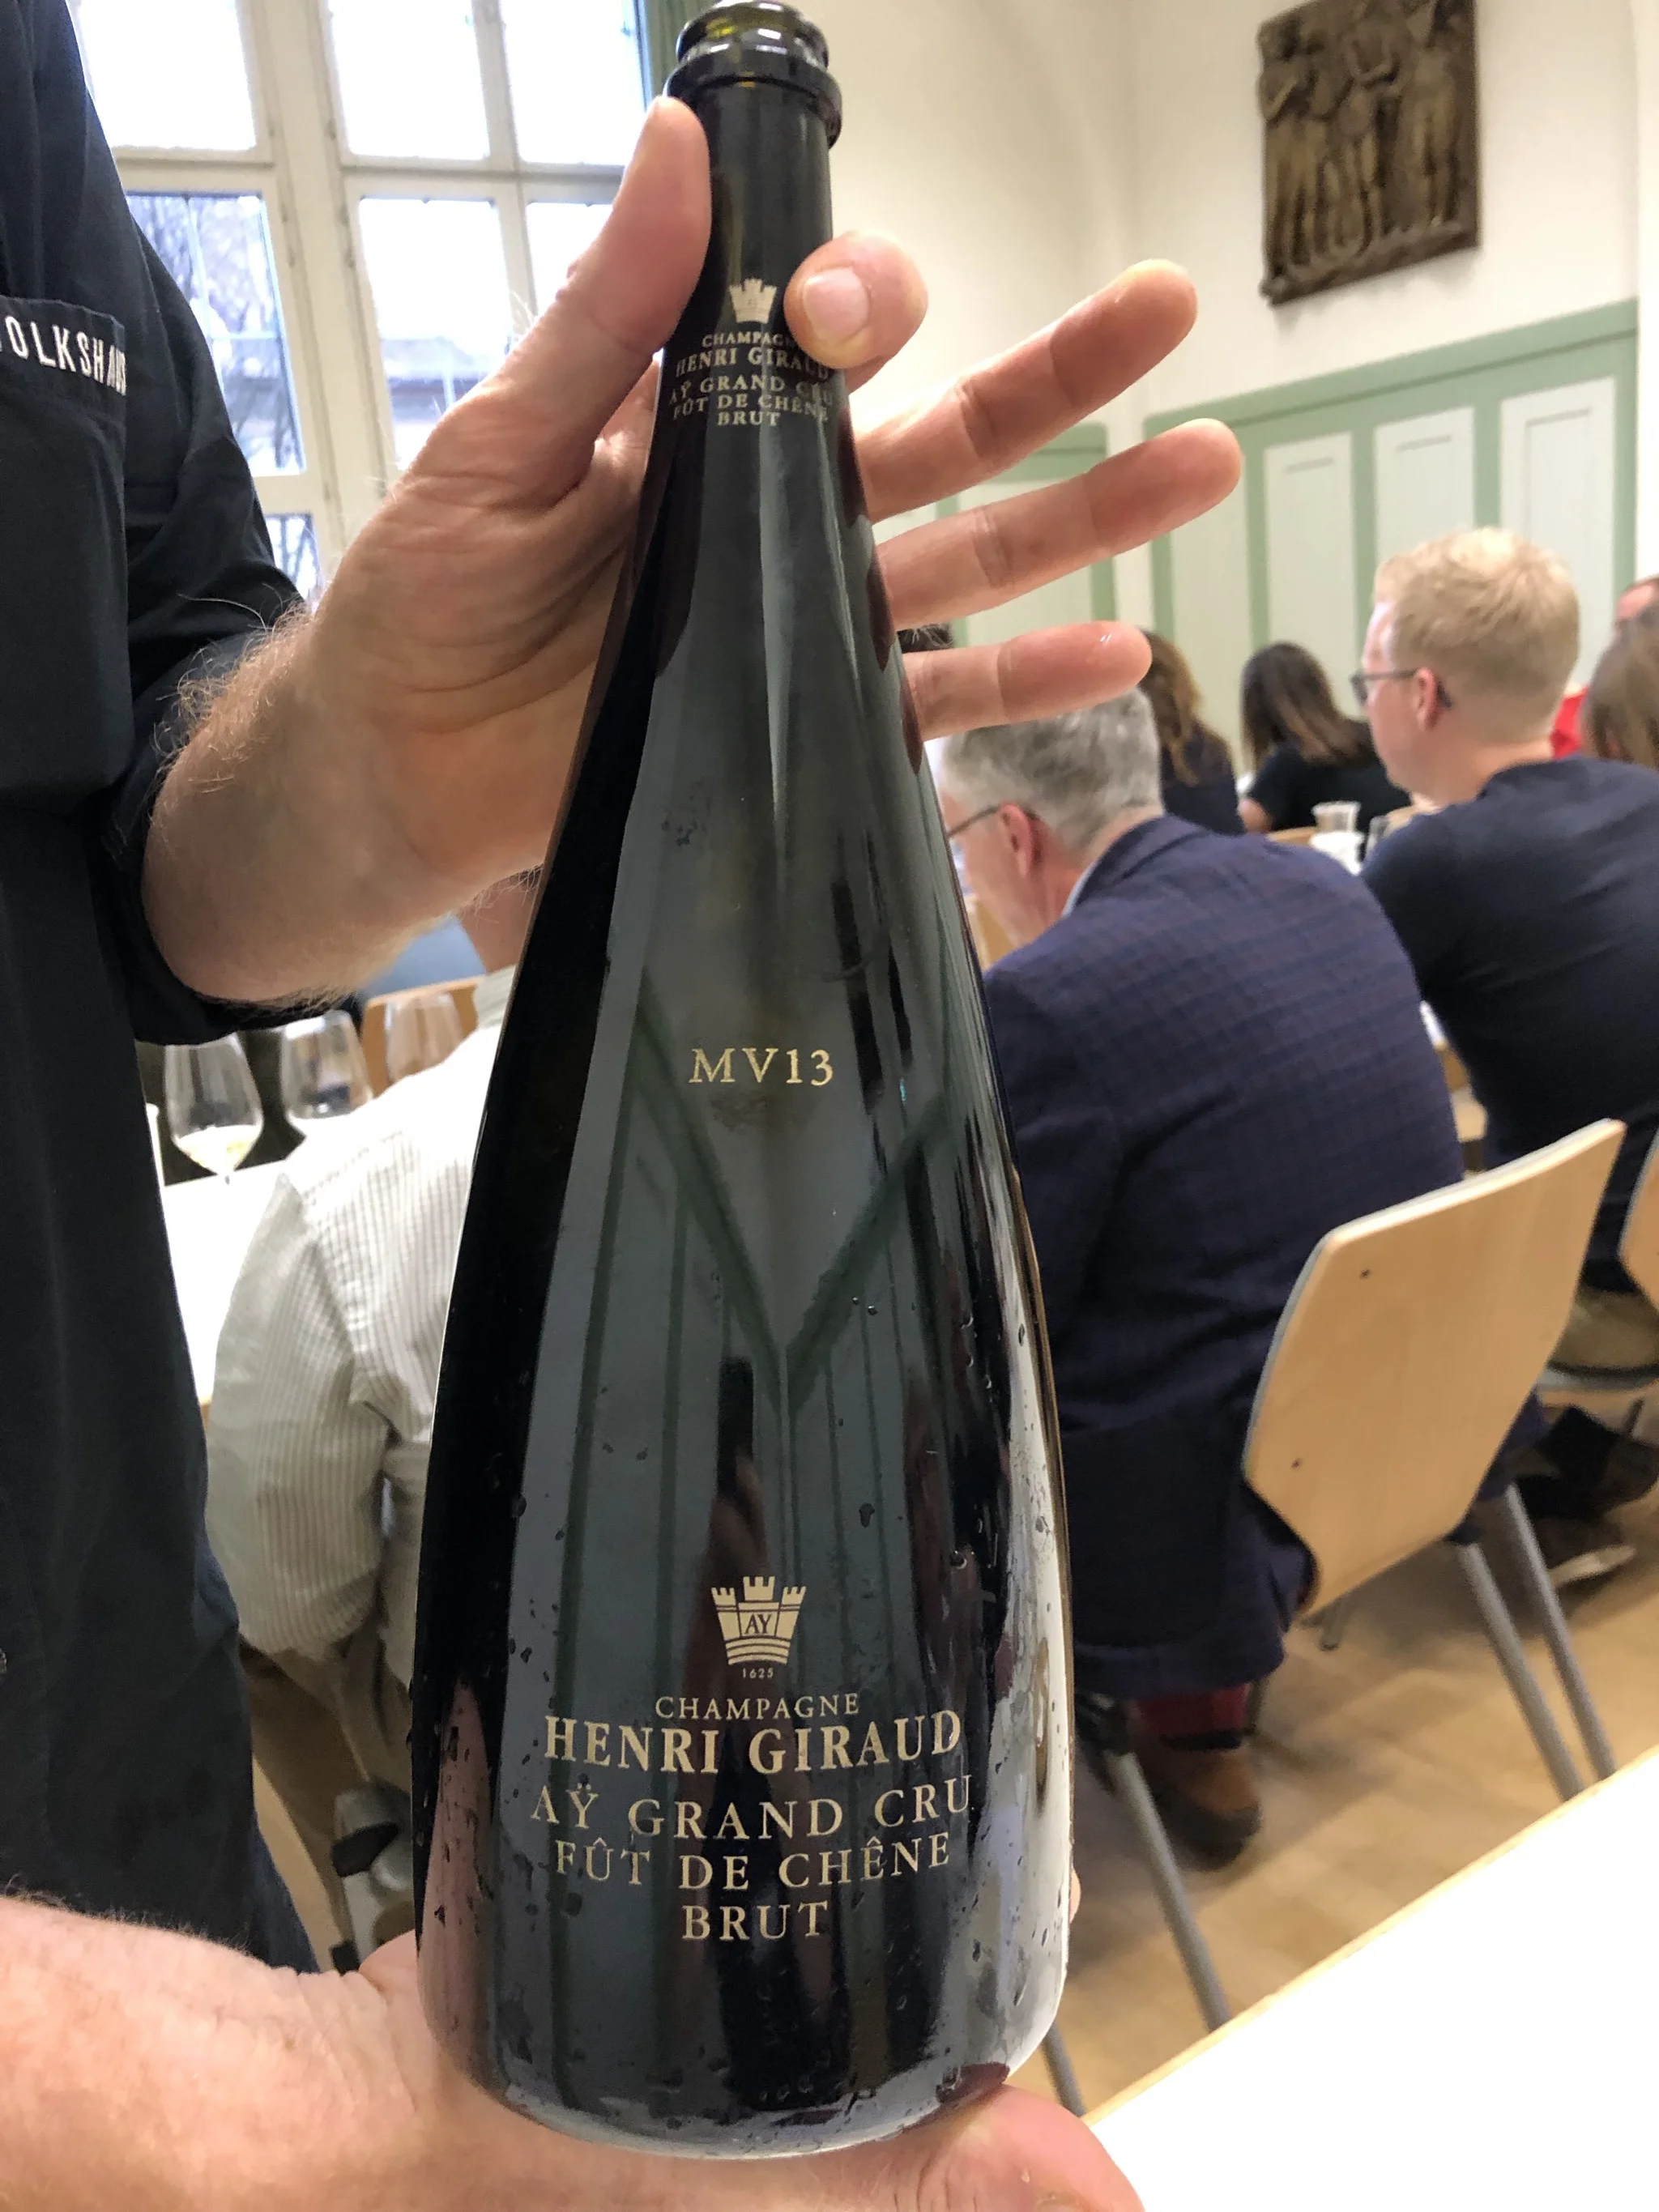 VOLKSHAUS
CHAMPAGNE
HENRI GIRAUD
AŸ GRAND CRU
FÛT DE CHÊNE
BRUT
MV13
AY
1625
CHAMPAGNE
HENRI GIRAUD
AŸ GRAND CRU
FÛT DE CHÊNE
BRUT